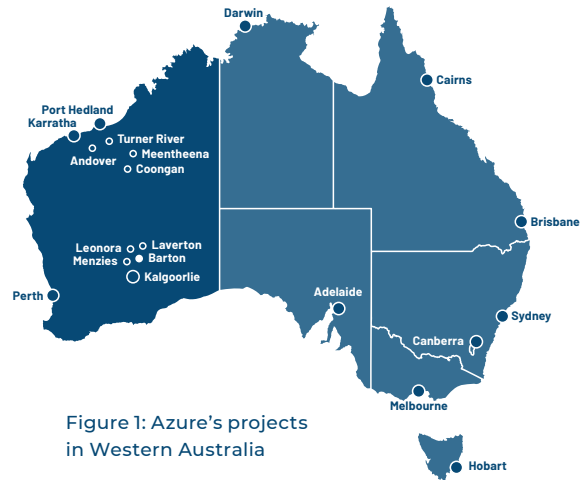 Darwin
Cairns
Port Hedland
Karratha
Turner River
Meentheena
Andover
Coongan
Brisbane
Leonora
Laverton
Menzies
Barton
Kalgoorlie
Perth
Adelaide
Sydney
Canberra
Melbourne
Figure 1: Azure's projects
in Western Australia
Hobart